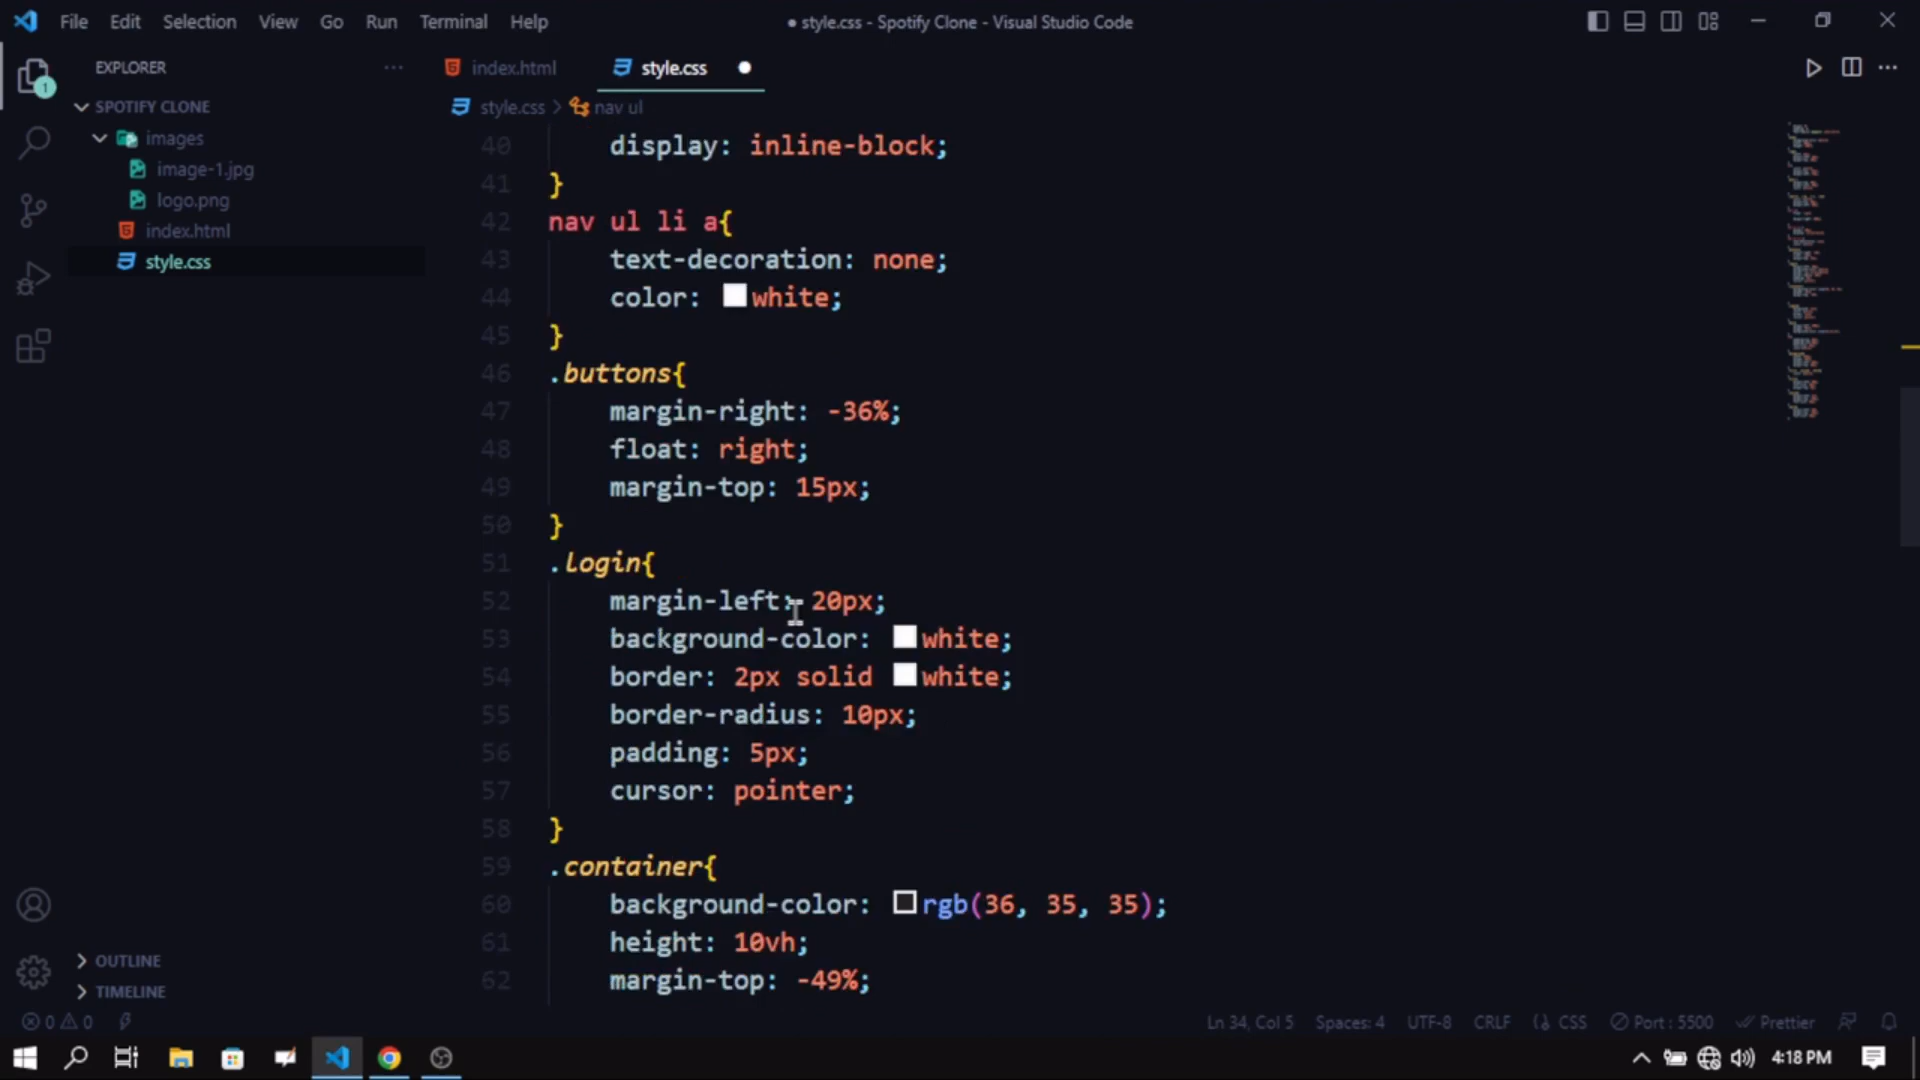 File Edit Selection View Go Run Terminal Help
● style.css - Spotify Clone - Visual Studio Code
EXPLORER
index.html
style.css
SPOTIFY CLONE
style.css > nav ul
images
image-1.jpg
logo.png
index.html
style.css
1
40 display: inline-block;
41 }
42 nav ul li a{
43 text-decoration: none;
44 color: white;
45 }
46 .buttons{
47 margin-right: -36%;
48 float: right;
49 margin-top: 15px;
50 }
51 .login{
52 margin-left: 20px;
53 background-color: white;
54 border: 2px solid white;
55 border-radius: 10px;
56 padding: 5px;
57 cursor: pointer;
58 }
59 .container{
60 background-color: rgb(36, 35, 35);
61 height: 10vh;
62 margin-top: -49%;
OUTLINE
TIMELINE
0 0
Ln 34, Col 5 Spaces: 4 UTF-8 CRLF CSS Port : 5500 Prettier
4:18 PM